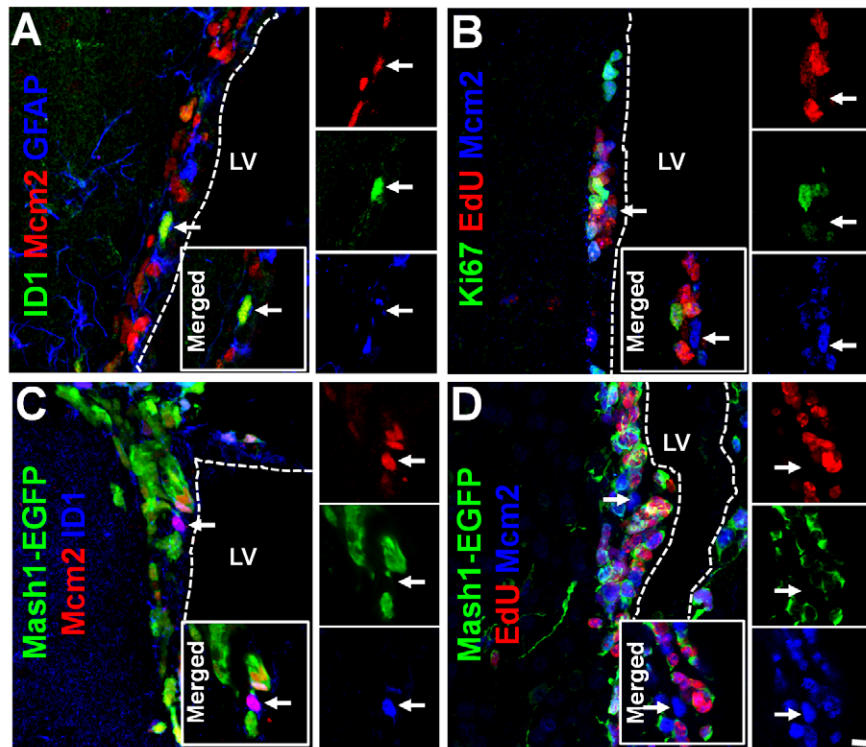 A
ID1 Mcm2 GFAP
LV
Merged
B
Ki67 EdU Mcm2
LV
Merged
C
Mash1-EGFP
Mcm2 ID1
LV
Merged
D
Mash1-EGFP
EdU Mcm2
LV
Merged